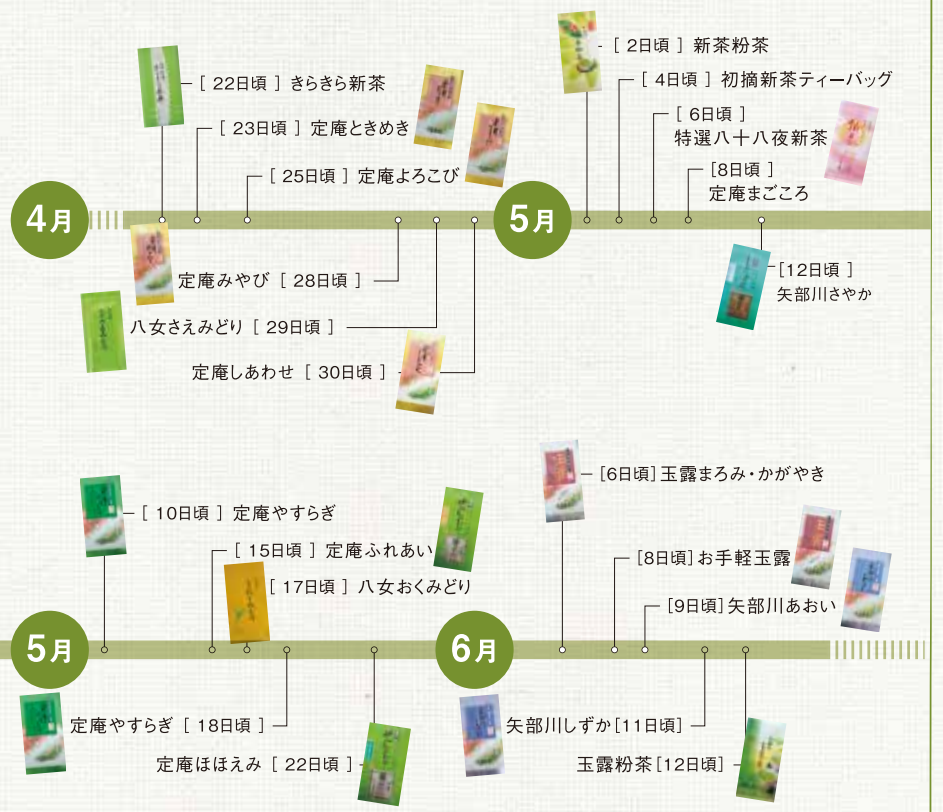 4月
[ 22日頃 ] きらきら新茶
[ 23日頃 ] 定庵ときめき
[ 25日頃 ] 定庵よろこび
定庵みやび [ 28日頃 ]
八女さえみどり [ 29日頃 ]
定庵しあわせ [ 30日頃 ]
5月
[ 2日頃 ] 新茶粉茶
[ 4日頃 ] 初摘新茶ティーバッグ
[ 6日頃 ]
特選八十八夜新茶
[8日頃 ]
定庵まごころ
[12日頃 ]
矢部川さやか
5月
[ 10日頃 ] 定庵やすらぎ
[ 15日頃 ] 定庵ふれあい
[ 17日頃 ] 八女おくみどり
定庵やすらぎ [ 18日頃 ]
定庵ほほえみ [ 22日頃 ]
6月
[6日頃]玉露まろみ・かがやき
[8日頃]お手軽玉露
[9日頃]矢部川あおい
矢部川しずか[11日頃]
玉露粉茶[12日頃]